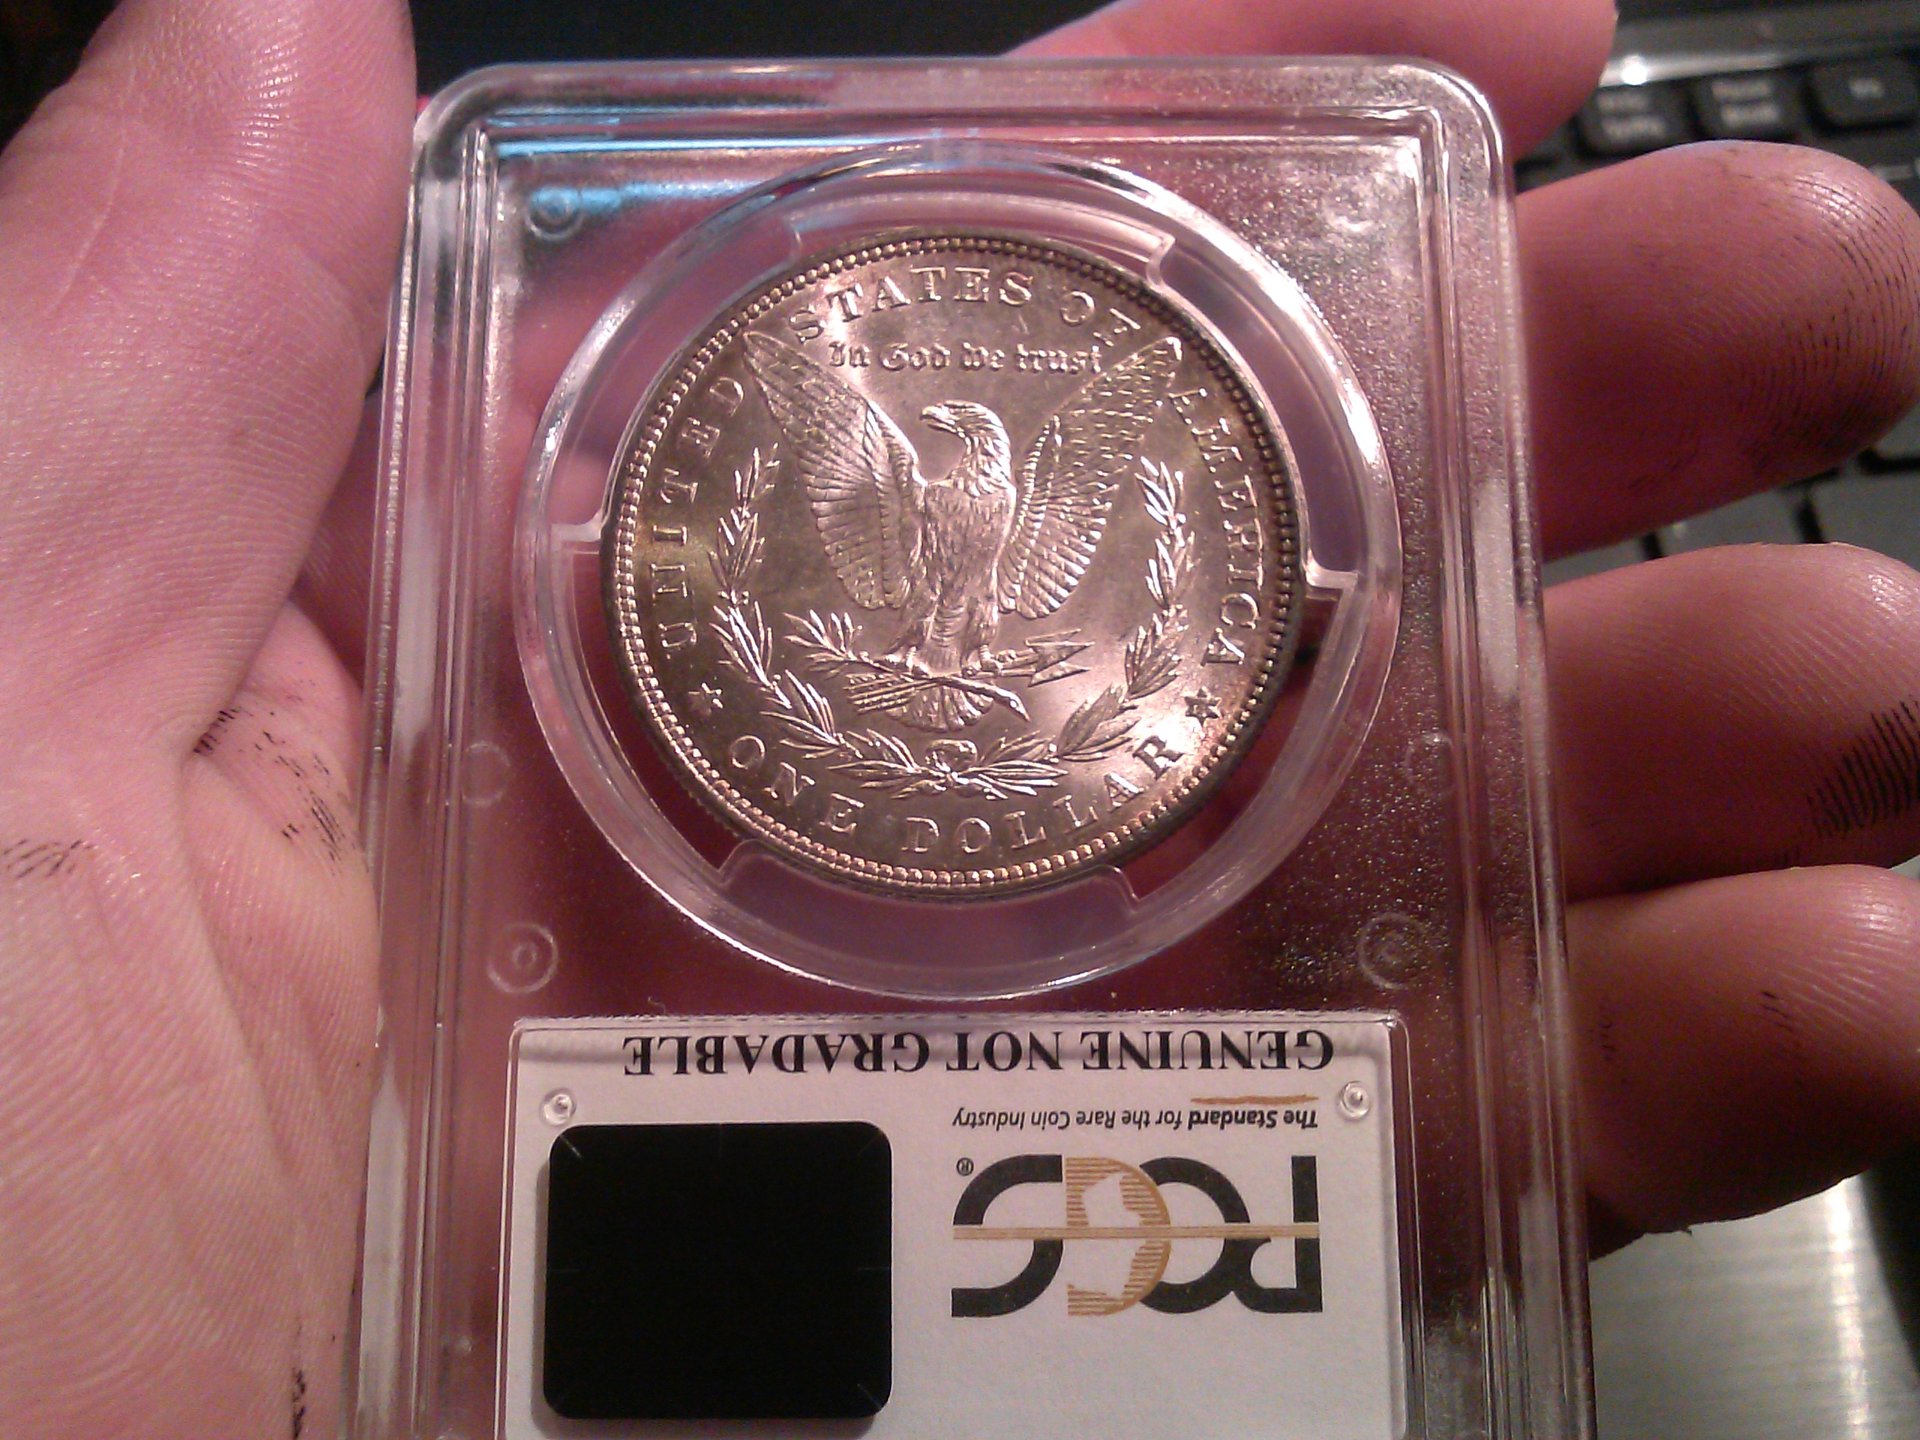 UNITED STATES OF AMERICA
In God we trust
★ ONE DOLLAR ★
GENUINE NOT GRADABLE
The Standard for the Rare Coin Industry
PCGS®